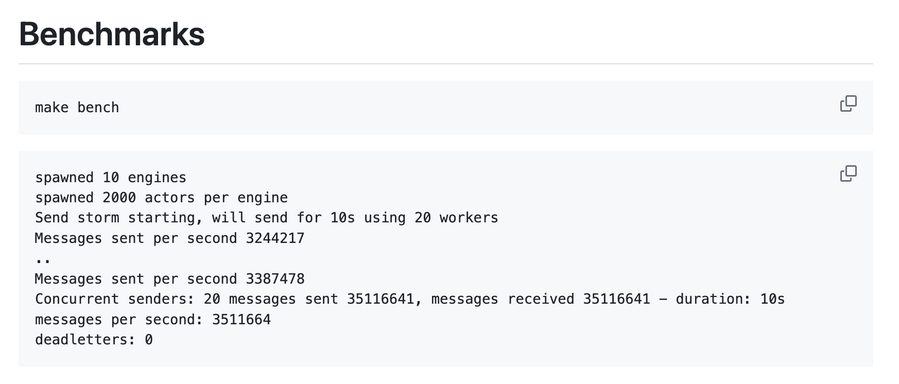 Benchmarks
make bench
spawned 10 engines
spawned 2000 actors per engine
Send storm starting, will send for 10s using 20 workers
Messages sent per second 3244217
..
Messages sent per second 3387478
Concurrent senders: 20 messages sent 35116641, messages received 35116641 - duration: 10s
messages per second: 3511664
deadletters: 0